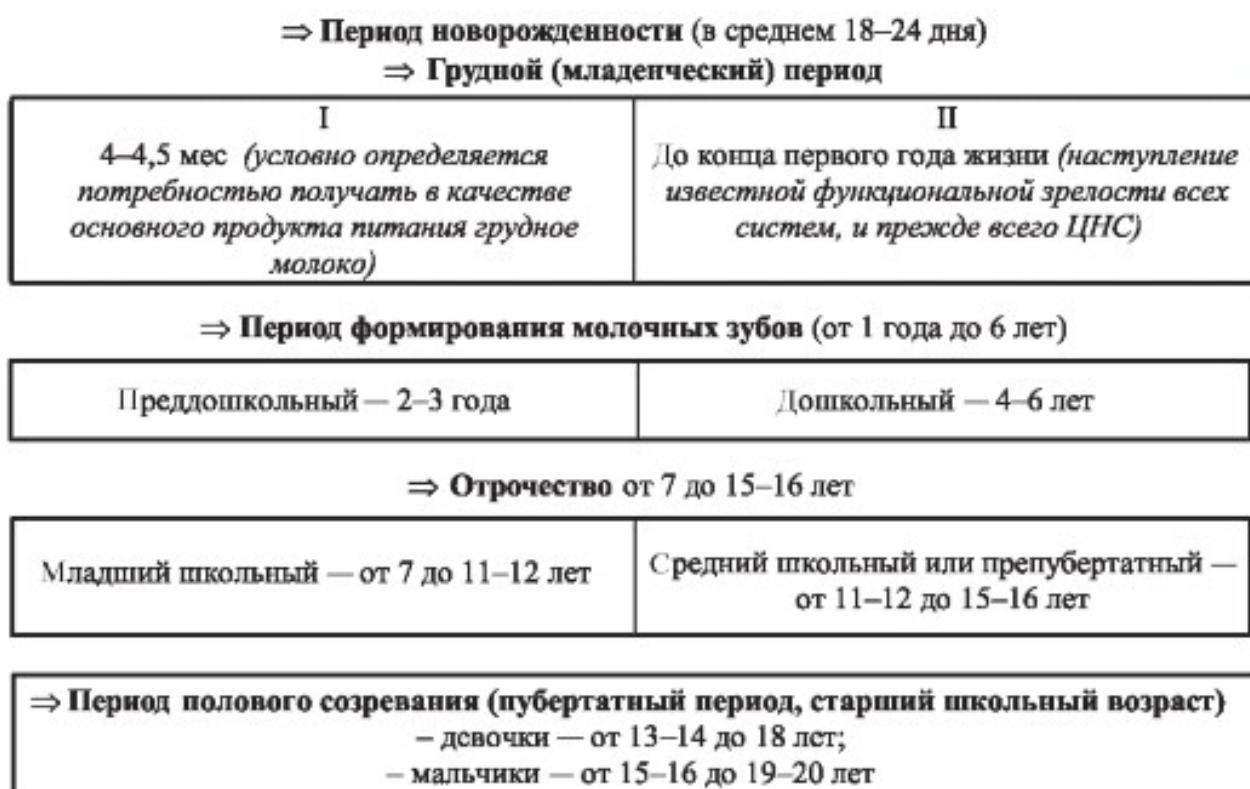 ⇒ Период новорожденности (в среднем 18–24 дня)
⇒ Грудной (младенческий) период
I
4–4,5 мес (условно определяется
потребностью получать в качестве
основного продукта питания грудное
молоко)
II
До конца первого года жизни (наступление
известной функциональной зрелости всех
систем, и прежде всего ЦНС)
⇒ Период формирования молочных зубов (от 1 года до 6 лет)
Преддошкольный — 2–3 года
Дошкольный — 4–6 лет
⇒ Отрочество от 7 до 15–16 лет
Младший школьный — от 7 до 11–12 лет
Средний школьный или препубертатный —
от 11–12 до 15–16 лет
⇒ Период полового созревания (пубертатный период, старший школьный возраст)
– девочки — от 13–14 до 18 лет;
– мальчики — от 15–16 до 19–20 лет